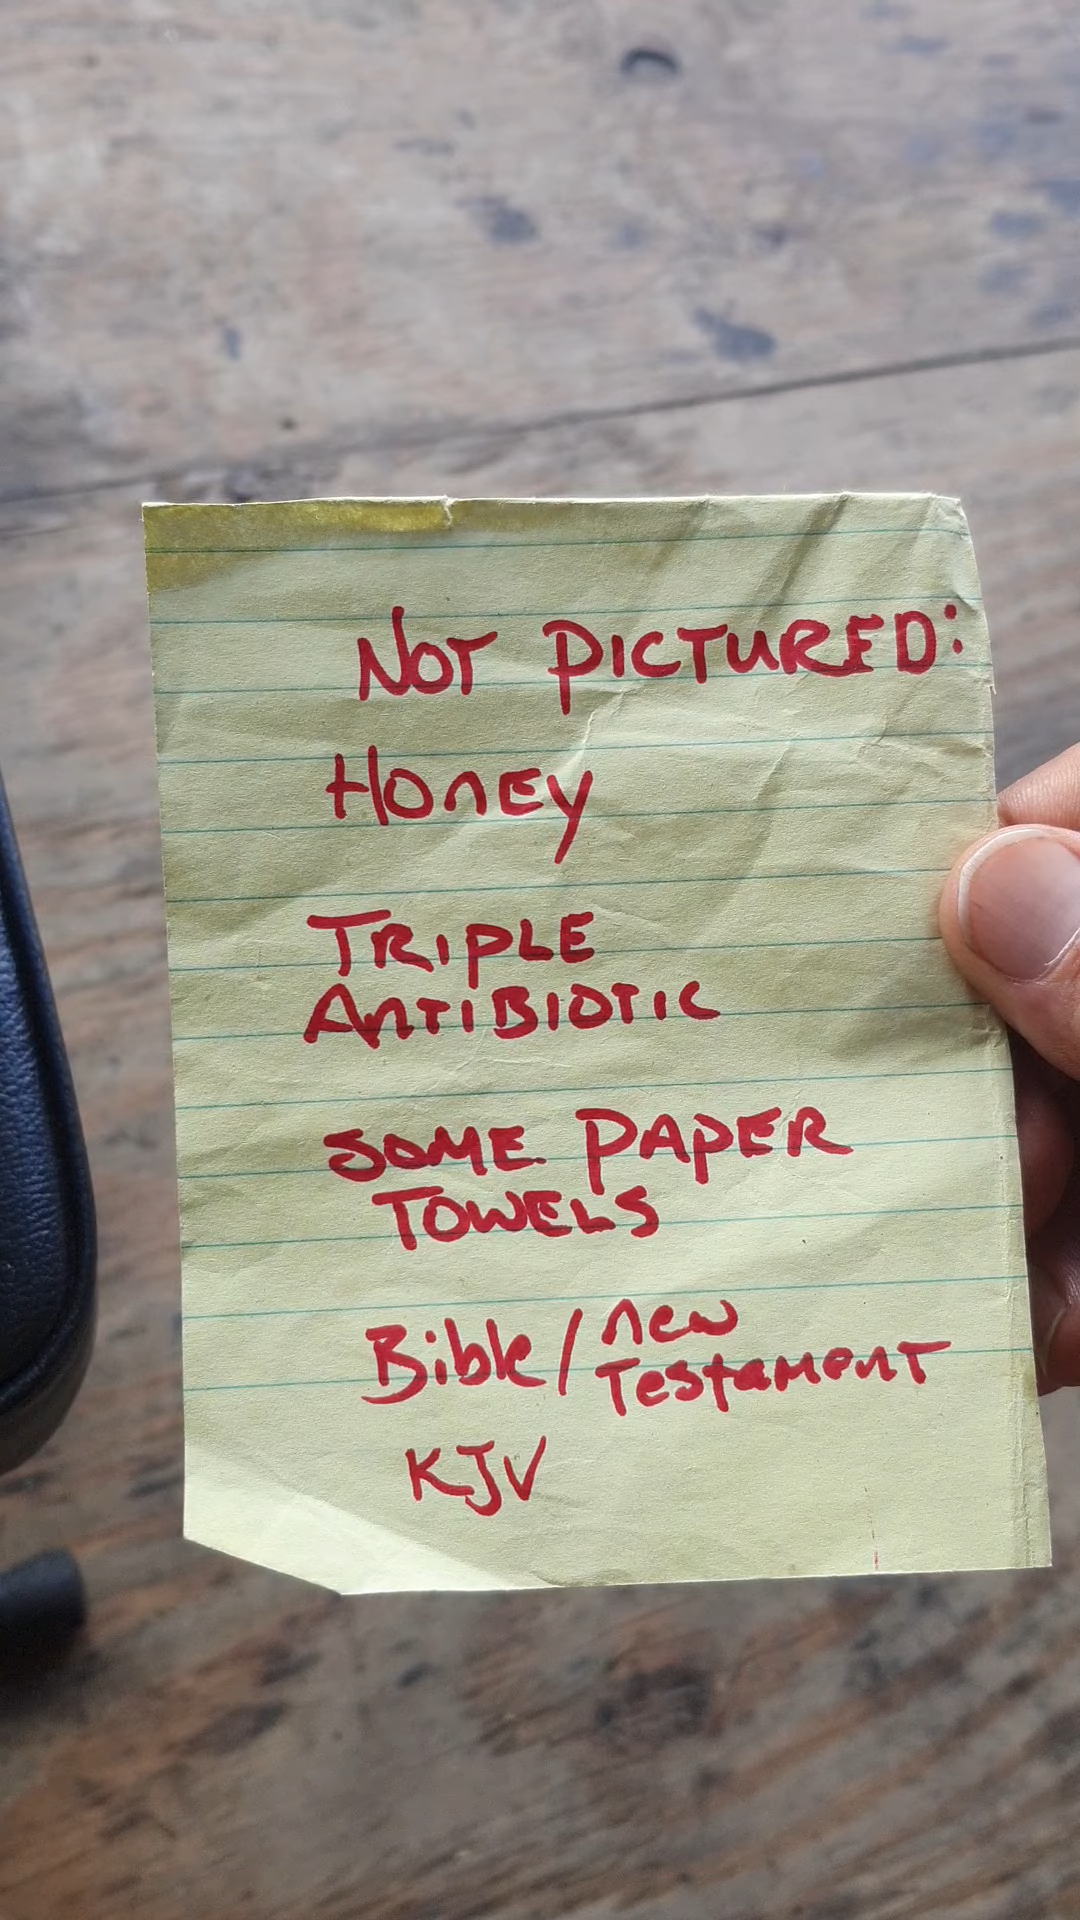 NOT PICTURED:
HONEY
TRIPLE
ANTIBIOTIC
SOME PAPER
TOWELS
Bible/new
TestameNT
KJV